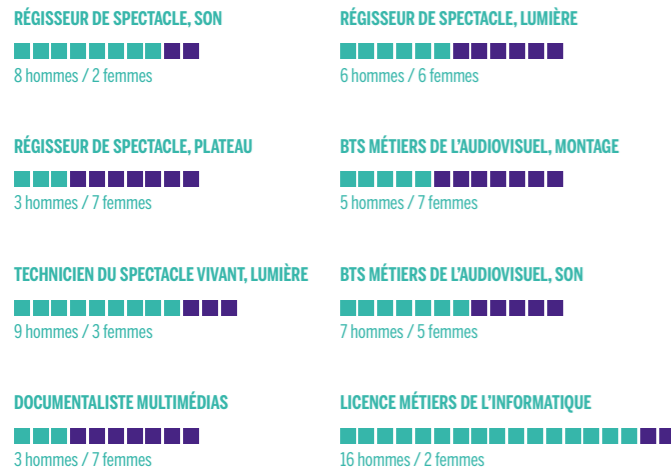 RÉGISSEUR DE SPECTACLE, SON
8 hommes / 2 femmes
RÉGISSEUR DE SPECTACLE, LUMIÈRE
6 hommes / 6 femmes
RÉGISSEUR DE SPECTACLE, PLATEAU
3 hommes / 7 femmes
BTS MÉTIERS DE L'AUDIOVISUEL, MONTAGE
5 hommes / 7 femmes
TECHNICIEN DU SPECTACLE VIVANT, LUMIÈRE
9 hommes / 3 femmes
BTS MÉTIERS DE L'AUDIOVISUEL, SON
7 hommes / 5 femmes
DOCUMENTALISTE MULTIMÉDIAS
3 hommes / 7 femmes
LICENCE MÉTIERS DE L'INFORMATIQUE
16 hommes / 2 femmes